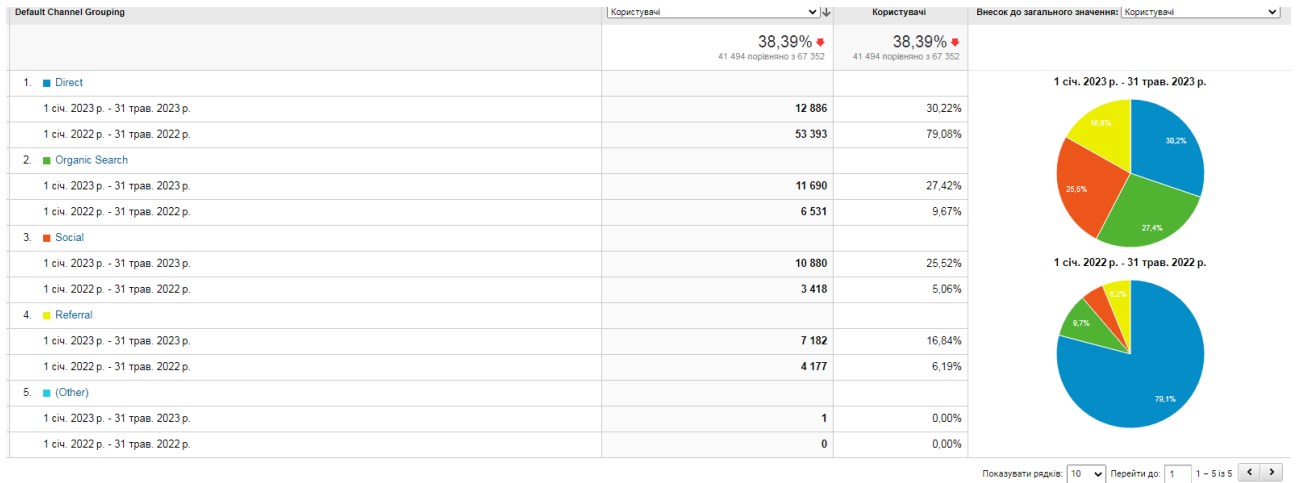 Default Channel Grouping Користувачі Користувачі Внесок до загального значення: Користувачі
38,39% 38,39%
41 494 порівняно з 67 352 41 494 порівняно з 67 352
1. Direct
1 січ. 2023 р. - 31 трав. 2023 р. 12 886 30,22%
1 січ. 2022 р. - 31 трав. 2022 р. 53 393 79,08%
2. Organic Search
1 січ. 2023 р. - 31 трав. 2023 р. 11 690 27,42%
1 січ. 2022 р. - 31 трав. 2022 р. 6 531 9,67%
3. Social
1 січ. 2023 р. - 31 трав. 2023 р. 10 880 25,52%
1 січ. 2022 р. - 31 трав. 2022 р. 3 418 5,06%
4. Referral
1 січ. 2023 р. - 31 трав. 2023 р. 7 182 16,84%
1 січ. 2022 р. - 31 трав. 2022 р. 4 177 6,19%
5. (Other)
1 січ. 2023 р. - 31 трав. 2023 р. 1 0,00%
1 січ. 2022 р. - 31 трав. 2022 р. 0 0,00%
1 січ. 2023 р. - 31 трав. 2023 р.
30,2%
25,5%
27,4%
1 січ. 2022 р. - 31 трав. 2022 р.
6,2%
9,7%
79,1%
Показувати рядків: 10 Перейти до: 1 1 – 5 із 5